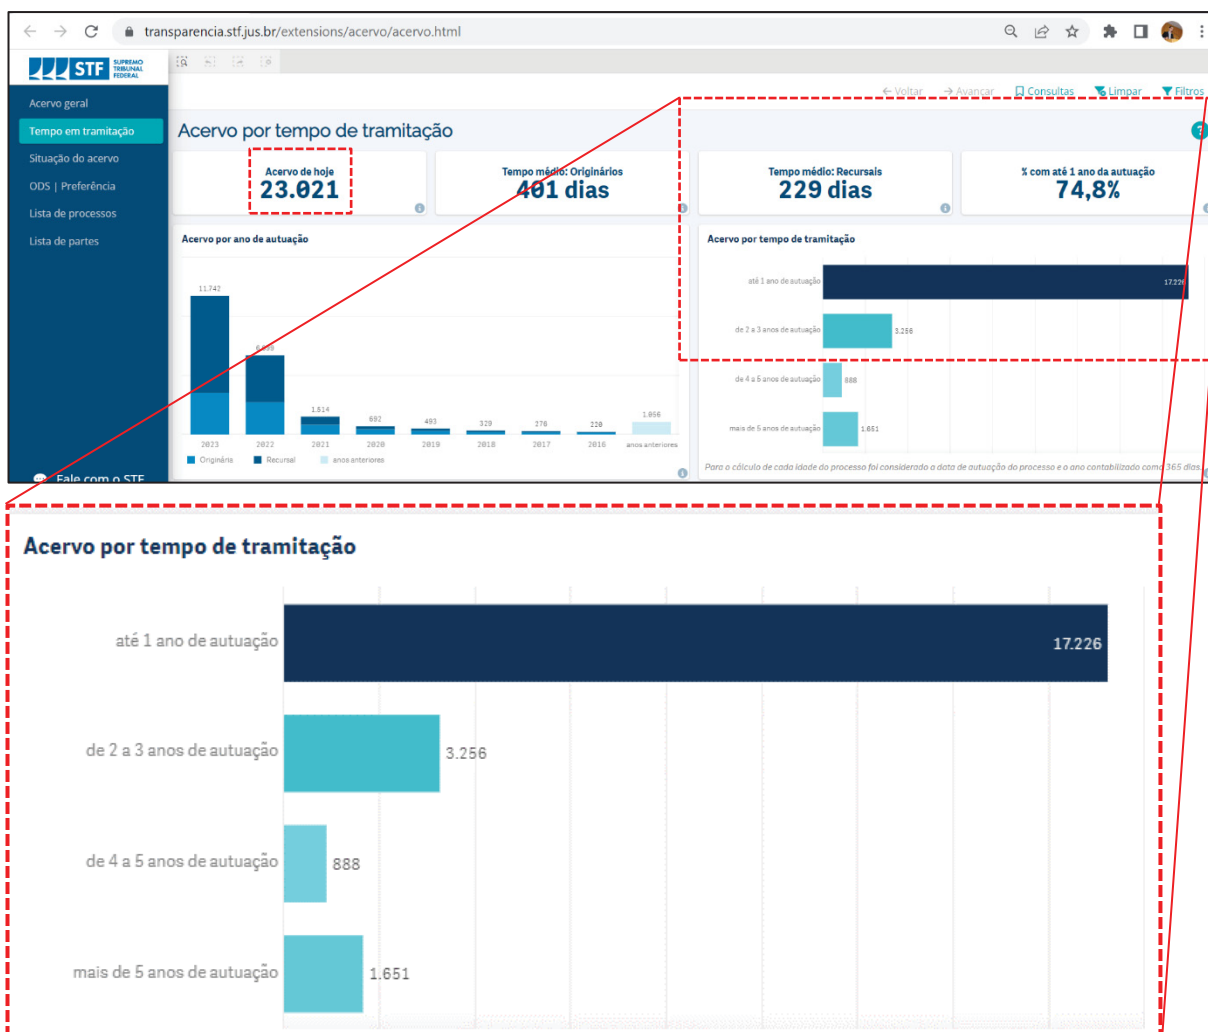 transparencia.stf.jus.br/extensions/acervo/acervo.html
STF SUPREMO TRIBUNAL FEDERAL
Voltar Avançar Consultas Limpar Filtros
Acervo geral
Tempo em tramitação
Situação do acervo
ODS | Preferência
Lista de processos
Lista de partes
Fale com o STF
Acervo por tempo de tramitação
?
Acervo de hoje
23.021
Tempo médio: Originários
401 dias
Tempo médio: Recursais
229 dias
% com até 1 ano da autuação
74,8%
Acervo por ano de autuação
11.742
1.614
692
493
320
276
220
1.056
2023 2022 2021 2020 2019 2018 2017 2016 anos anteriores
Originária Recursal anos anteriores
Acervo por tempo de tramitação
até 1 ano de autuação 17.226
de 2 a 3 anos de autuação 3.256
de 4 a 5 anos de autuação 888
mais de 5 anos de autuação 1.651
Para o cálculo de cada idade do processo foi considerado a data de autuação do processo e o ano contabilizado como 365 dias.
Acervo por tempo de tramitação
até 1 ano de autuação 17.226
de 2 a 3 anos de autuação 3.256
de 4 a 5 anos de autuação 888
mais de 5 anos de autuação 1.651